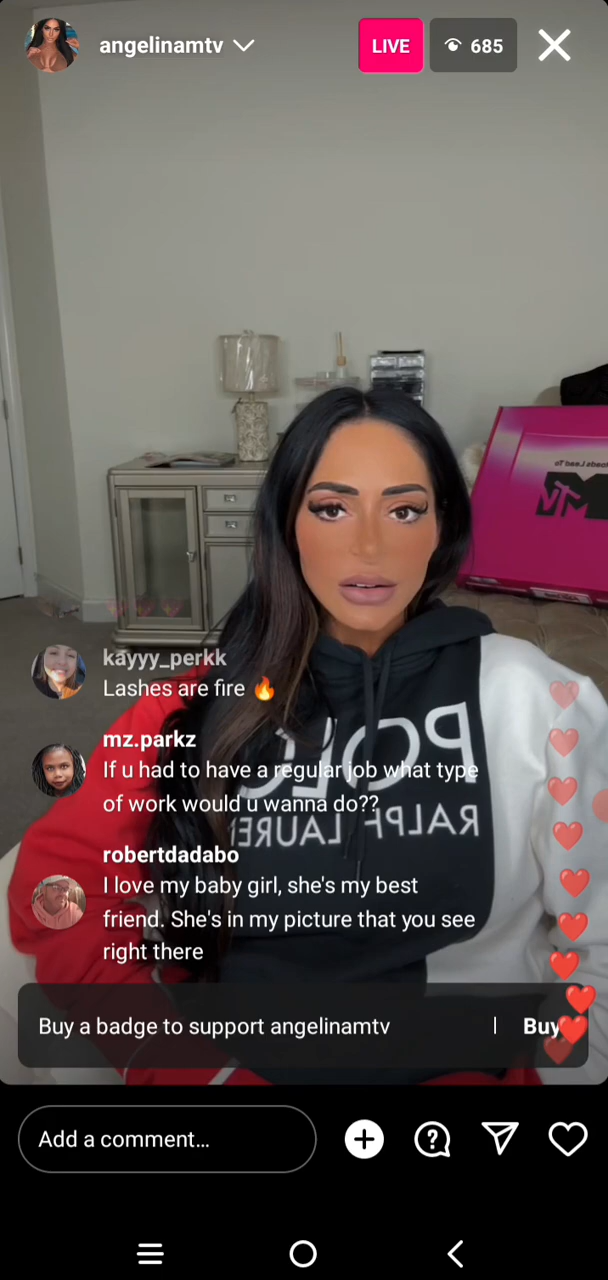 angelinamtv
LIVE
685
MTV
kayyy_perkk
Lashes are fire 🔥
mz.parkz
If u had to have a regular job what type
of work would u wanna do??
POLO
RALPH LAUREN
robertdadabo
I love my baby girl, she's my best
friend. She's in my picture that you see
right there
Buy a badge to support angelinamtv
Buy
Add a comment…